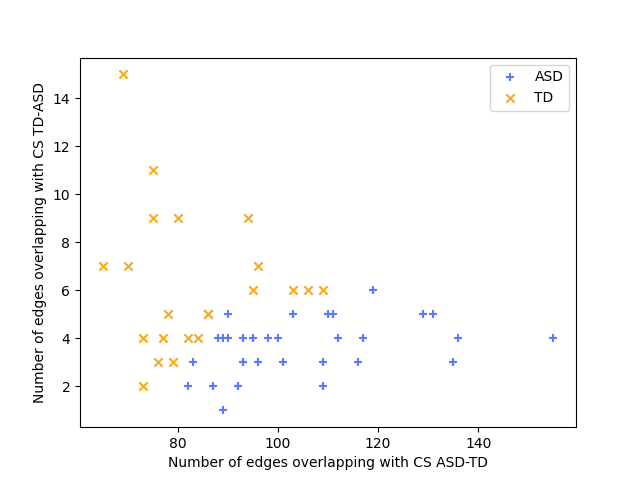 ASD
TD
14
12
10
8
6
4
2
Number of edges overlapping with CS TD-ASD
80
100
120
140
Number of edges overlapping with CS ASD-TD